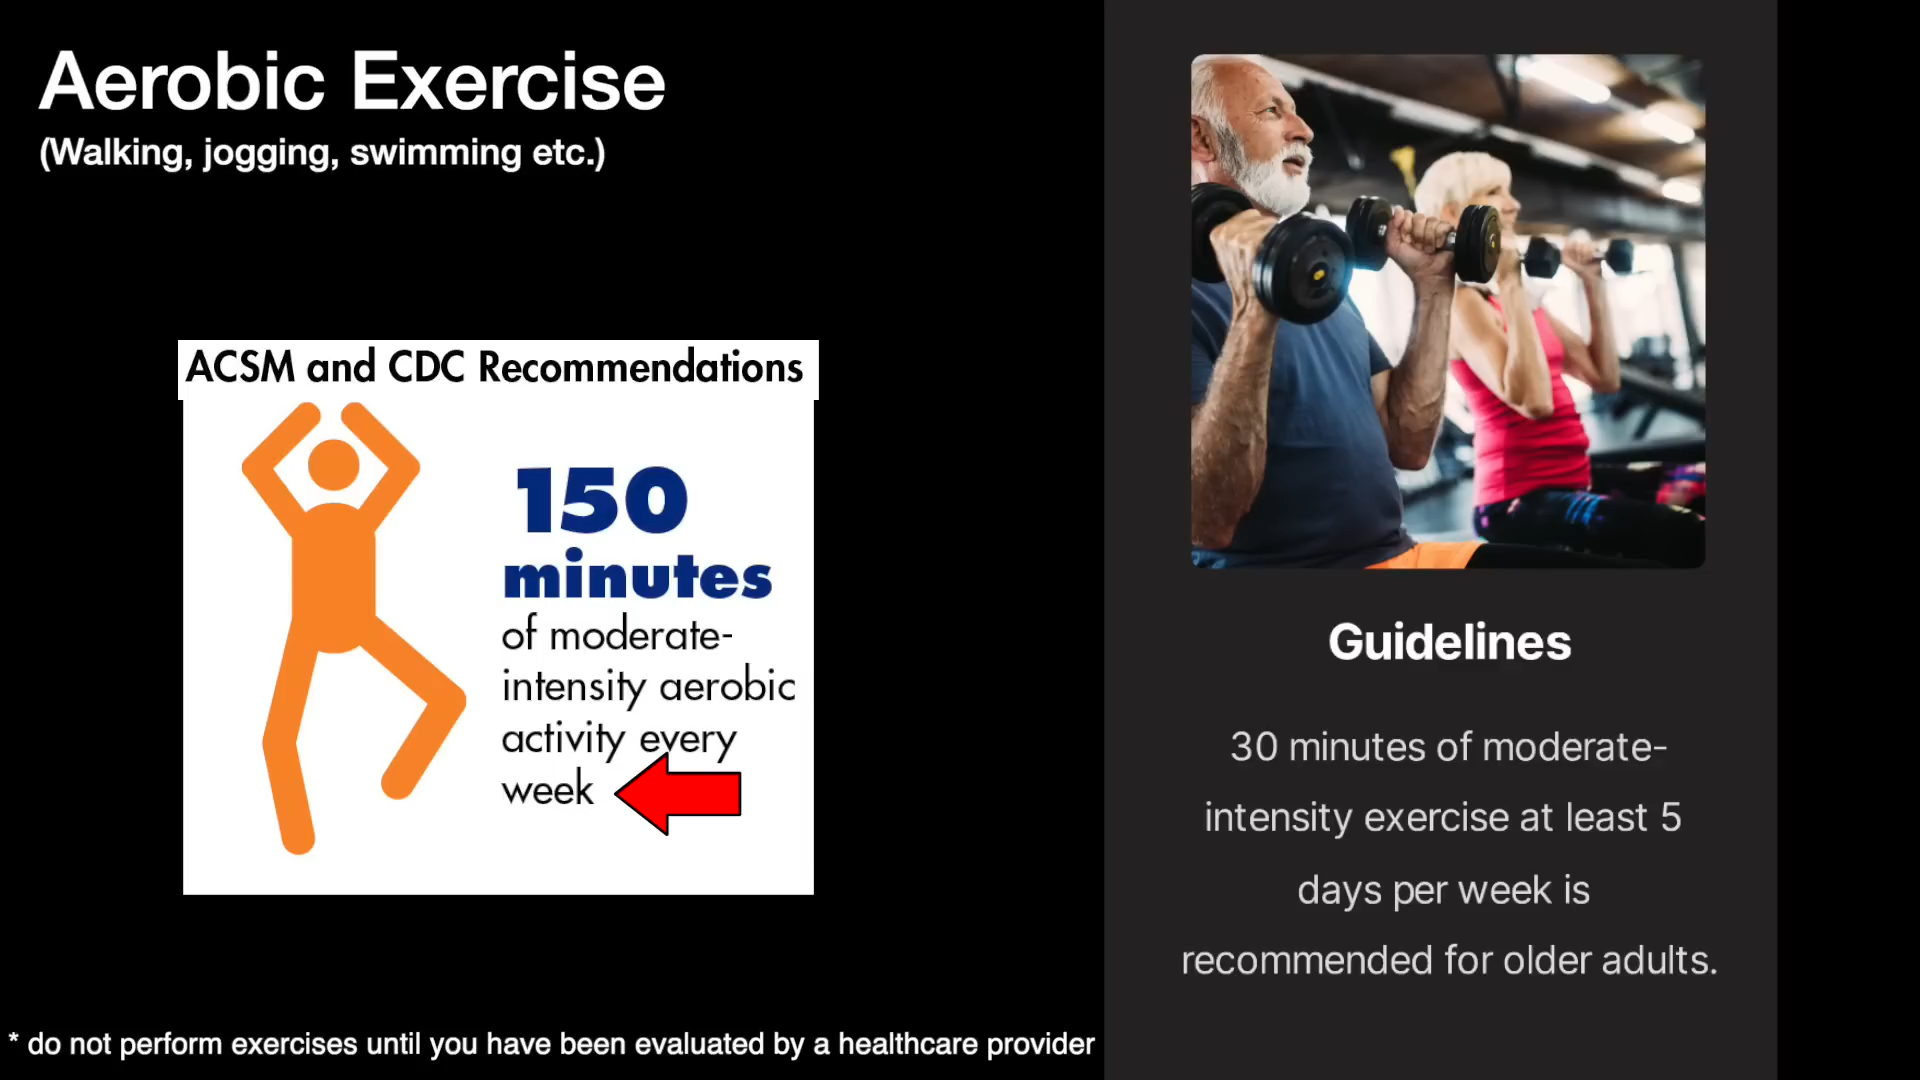 Aerobic Exercise
(Walking, jogging, swimming etc.)
ACSM and CDC Recommendations
150
minutes
of moderate-
intensity aerobic
activity every
week
* do not perform exercises until you have been evaluated by a healthcare provider
Guidelines
30 minutes of moderate-
intensity exercise at least 5
days per week is
recommended for older adults.